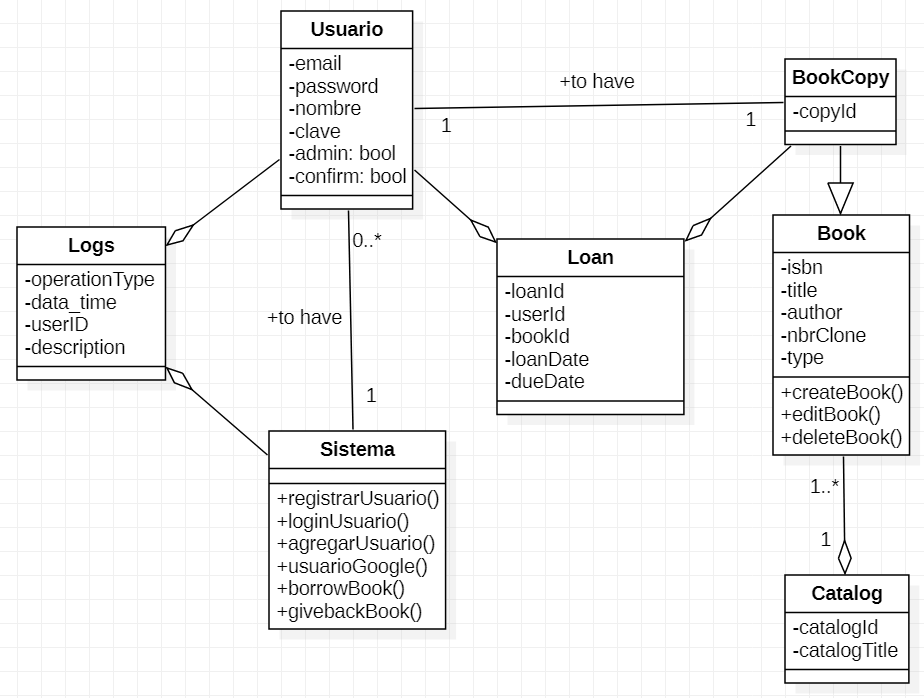 Usuario
-email
-password
-nombre
-clave
-admin: bool
-confirm: bool
+to have
1
1
BookCopy
-copyId
Logs
-operationType
-data_time
-userID
-description
0..*
+to have
1
Loan
-loanId
-userId
-bookId
-loanDate
-dueDate
Book
-isbn
-title
-author
-nbrClone
-type
+createBook()
+editBook()
+deleteBook()
Sistema
+registrarUsuario()
+loginUsuario()
+agregarUsuario()
+usuarioGoogle()
+borrowBook()
+givebackBook()
1..*
1
Catalog
-catalogId
-catalogTitle